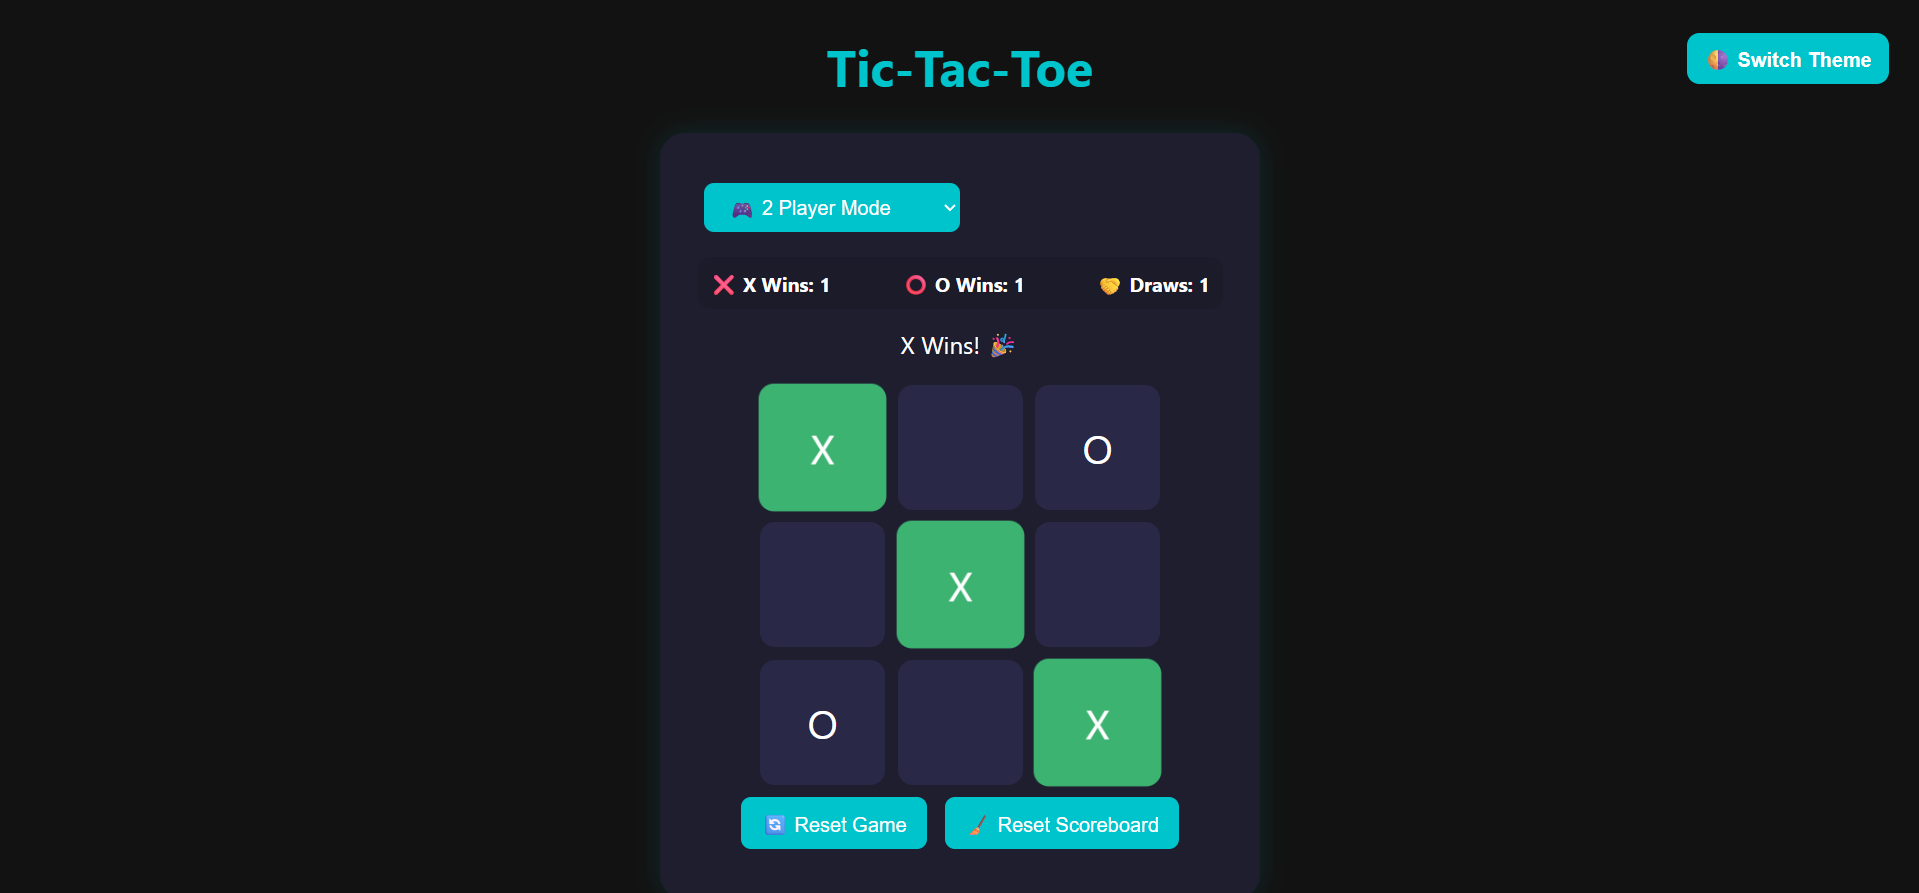 Tic-Tac-Toe
🌗 Switch Theme
🎮 2 Player Mode
❌ X Wins: 1 ⭕ O Wins: 1 🤝 Draws: 1
X Wins! 🎉
X O
X
O X
🔄 Reset Game 🧹 Reset Scoreboard